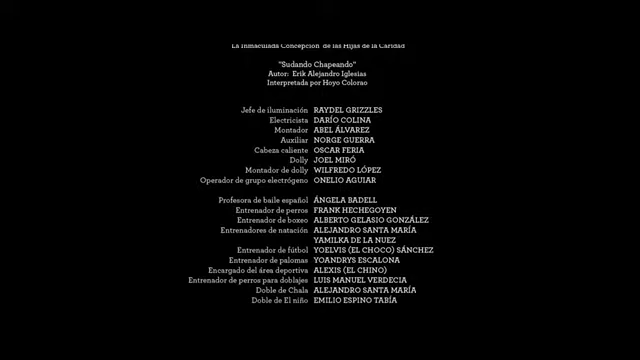 La Inmaculada Concepción de las Hijas de la Caridad
"Sudando Chapeando"
Autor: Erik Alejandro Iglesias
Interpretada por Hoyo Colorao
Jefe de iluminación RAYDEL GRIZZLES
Electricista DARÍO COLINA
Montador ABEL ÁLVAREZ
Auxiliar NORGE GUERRA
Cabeza caliente OSCAR FERIA
Dolly JOEL MIRÓ
Montador de dolly WILFREDO LÓPEZ
Operador de grupo electrógeno ONELIO AGUIAR
Profesora de baile español ÁNGELA BADELL
Entrenador de perros FRANK HECHEGOYEN
Entrenador de boxeo ALBERTO GELASIO GONZÁLEZ
Entrenadores de natación ALEJANDRO SANTA MARÍA
YAMILKA DE LA NUEZ
Entrenador de fútbol YOELVIS (EL CHOCO) SÁNCHEZ
Entrenador de palomas YOANDRYS ESCALONA
Encargado del área deportiva ALEXIS (EL CHINO)
Entrenador de perros para doblajes LUIS MANUEL VERDECIA
Doble de Chala ALEJANDRO SANTA MARÍA
Doble de El niño EMILIO ESPINO TABÍA